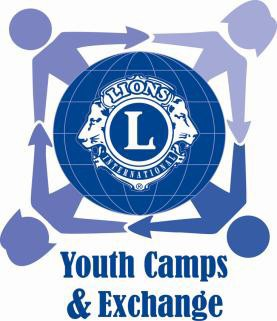 LIONS
L
INTERNATIONAL
Youth Camps
& Exchange